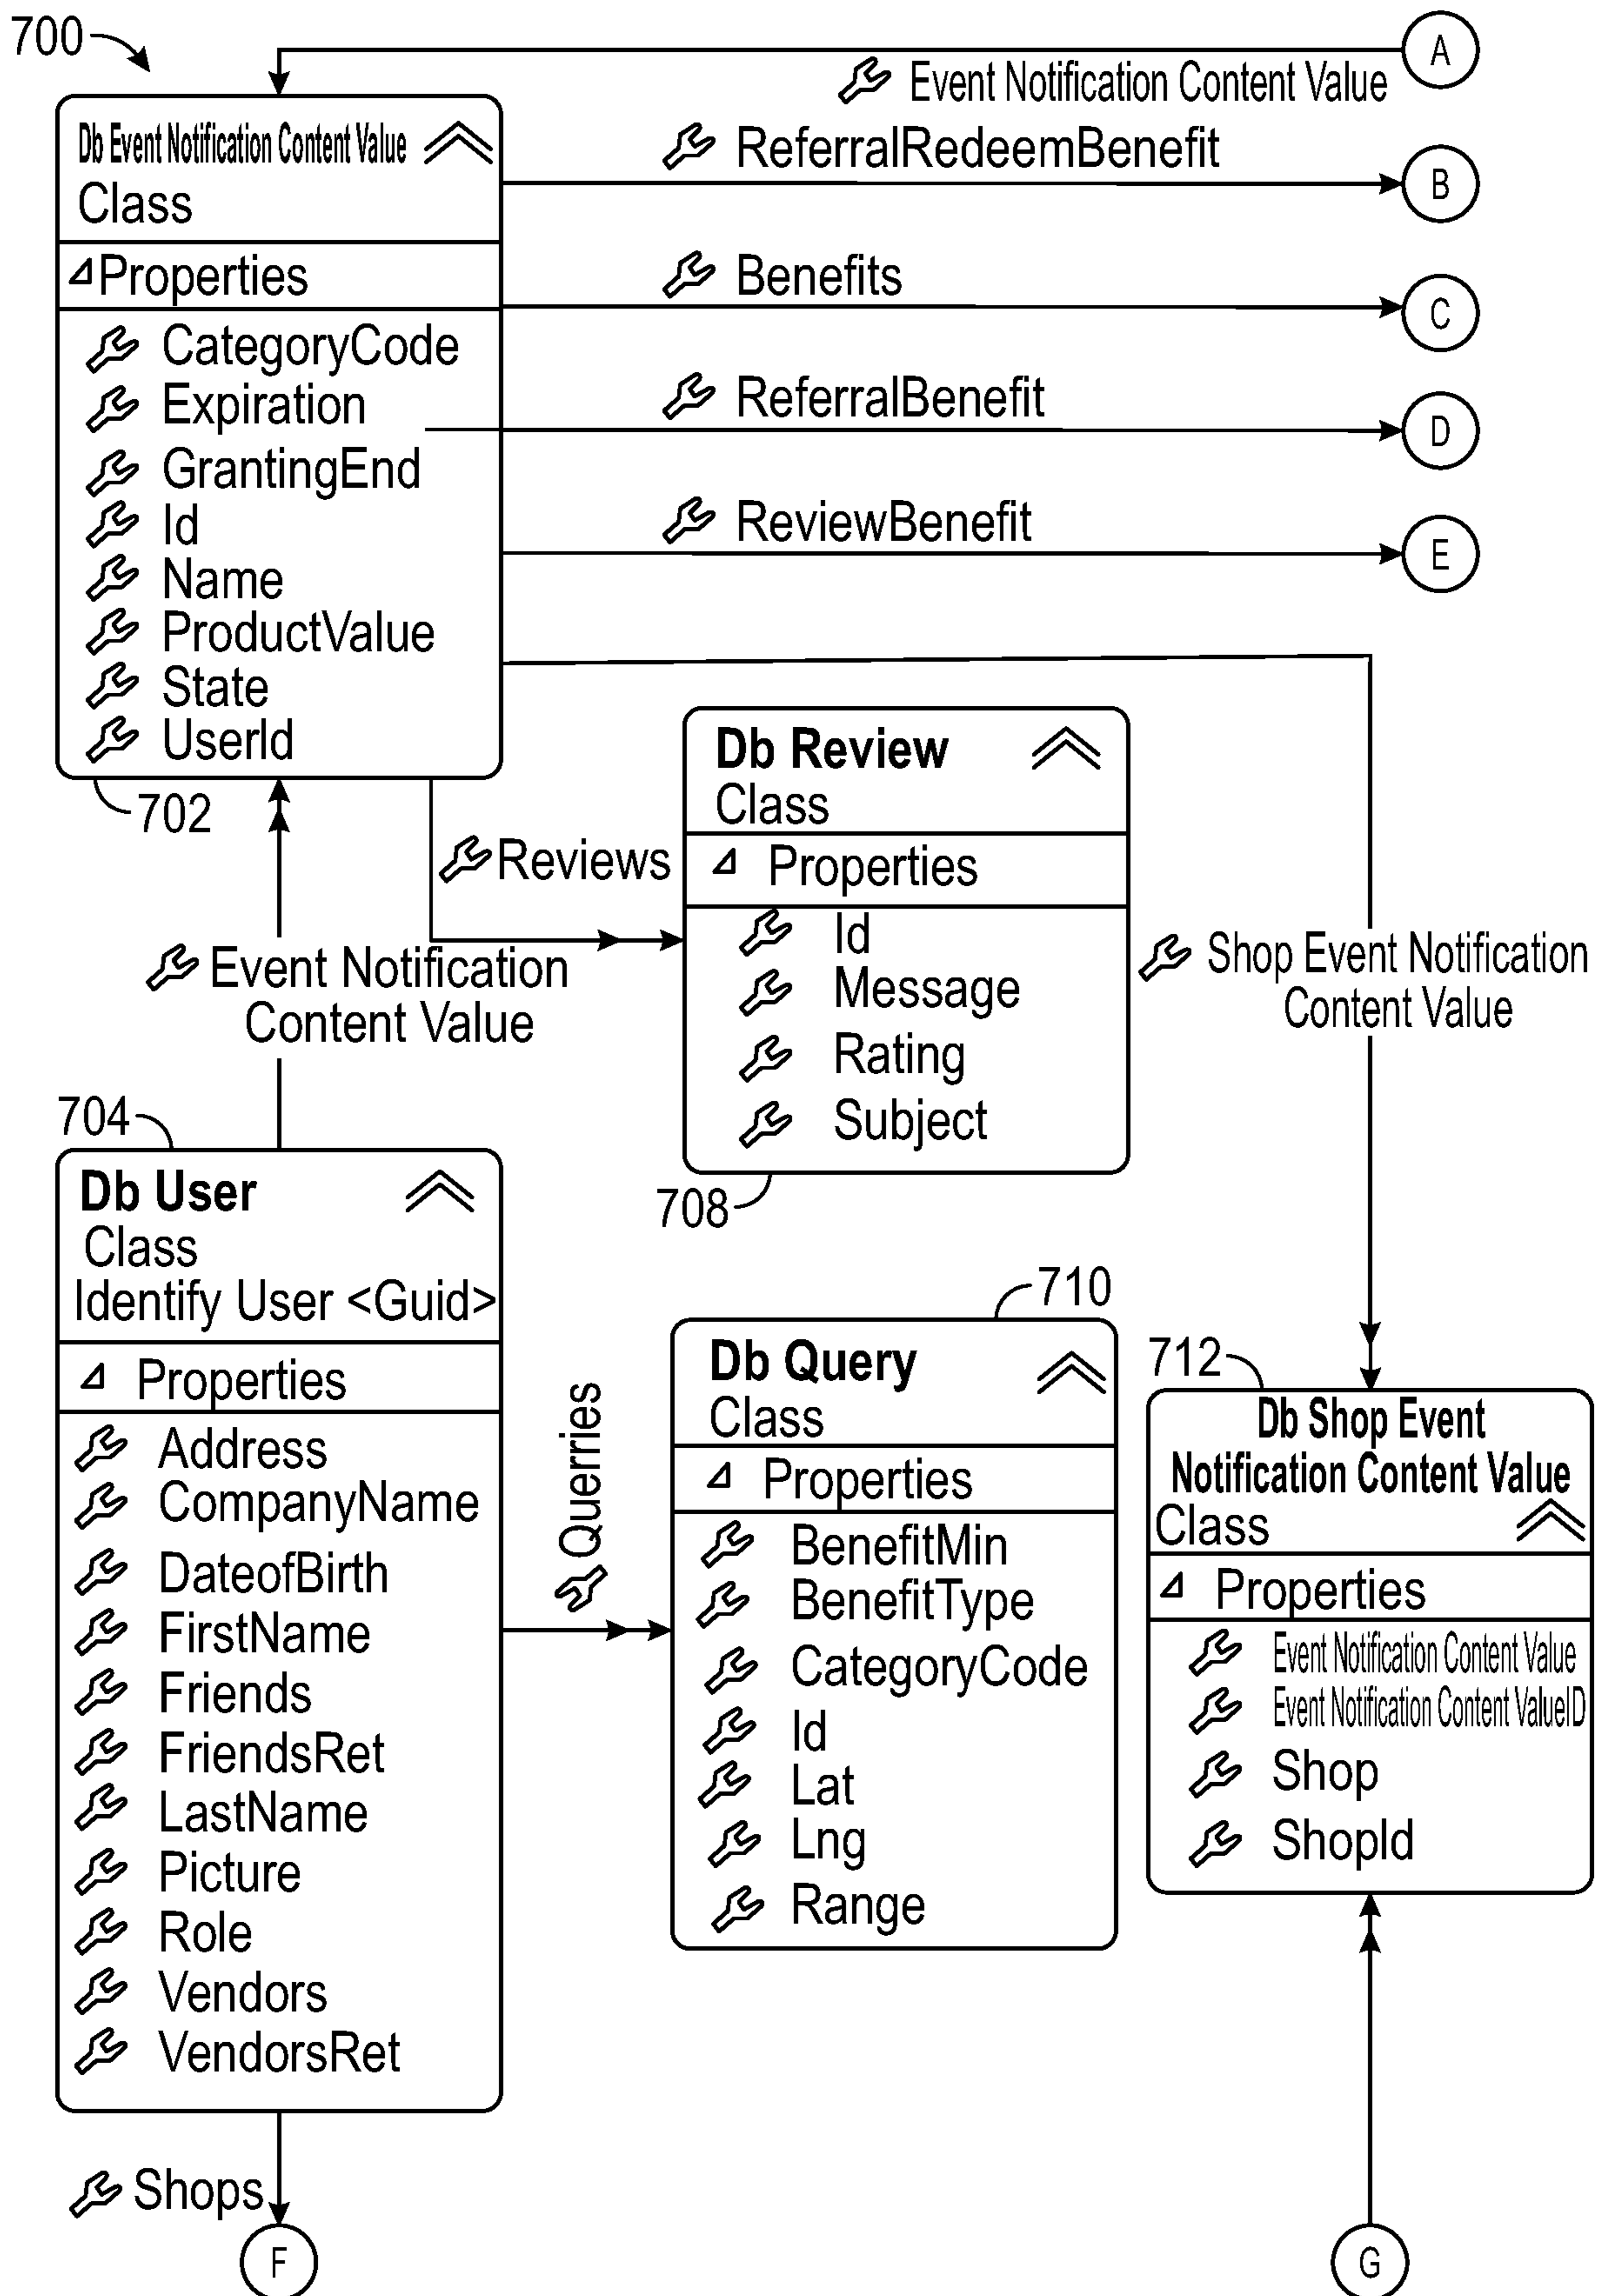 700
A
Event Notification Content Value
Db Event Notification Content Value
Class
ReferralRedeemBenefit
B
Properties
Benefits
C
CategoryCode
Expiration
ReferralBenefit
D
GrantingEnd
Id
ReviewBenefit
E
Name
ProductValue
State
UserId
702
Db Review
Class
Reviews
Properties
Id
Message
Rating
Subject
708
Event Notification
Content Value
Shop Event Notification
Content Value
704
Db User
Class
Identify User <Guid>
Properties
Address
CompanyName
DateofBirth
FirstName
Friends
FriendsRet
LastName
Picture
Role
Vendors
VendorsRet
Querries
710
Db Query
Class
Properties
BenefitMin
BenefitType
CategoryCode
Id
Lat
Lng
Range
712
Db Shop Event
Notification Content Value
Class
Properties
Event Notification Content Value
Event Notification Content ValueID
Shop
ShopId
Shops
F
G